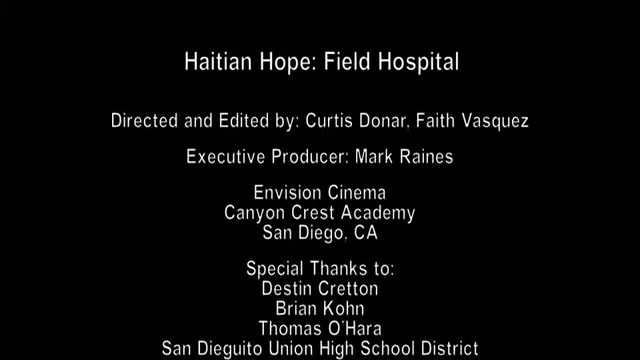 Haitian Hope: Field Hospital
Directed and Edited by: Curtis Donar, Faith Vasquez
Executive Producer: Mark Raines
Envision Cinema
Canyon Crest Academy
San Diego, CA
Special Thanks to:
Destin Cretton
Brian Kohn
Thomas O'Hara
San Dieguito Union High School District